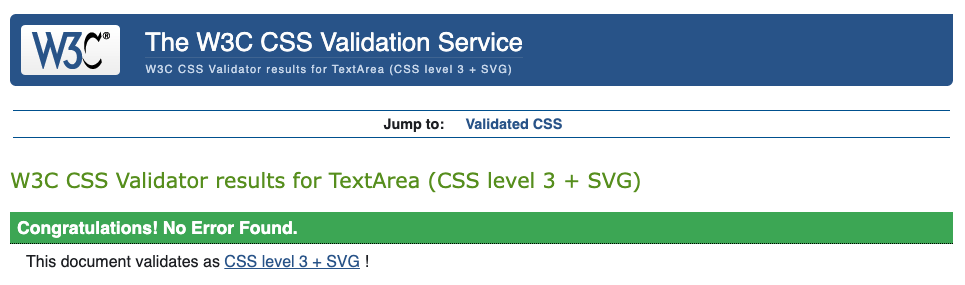 W3C®
The W3C CSS Validation Service
W3C CSS Validator results for TextArea (CSS level 3 + SVG)
Jump to: Validated CSS
W3C CSS Validator results for TextArea (CSS level 3 + SVG)
Congratulations! No Error Found.
This document validates as CSS level 3 + SVG !